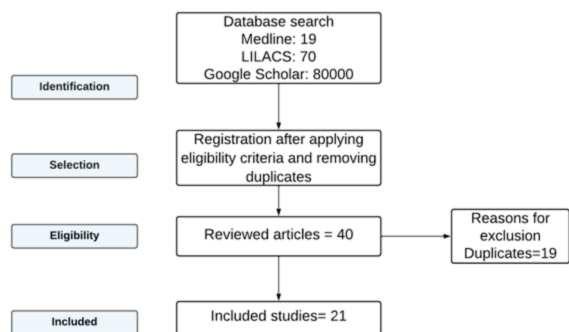 Database search
Medline: 19
LILACS: 70
Google Scholar: 80000
Identification
Registration after applying
eligibility criteria and removing
duplicates
Selection
Eligibility
Reviewed articles = 40
Reasons for
exclusion
Duplicates=19
Included
Included studies= 21